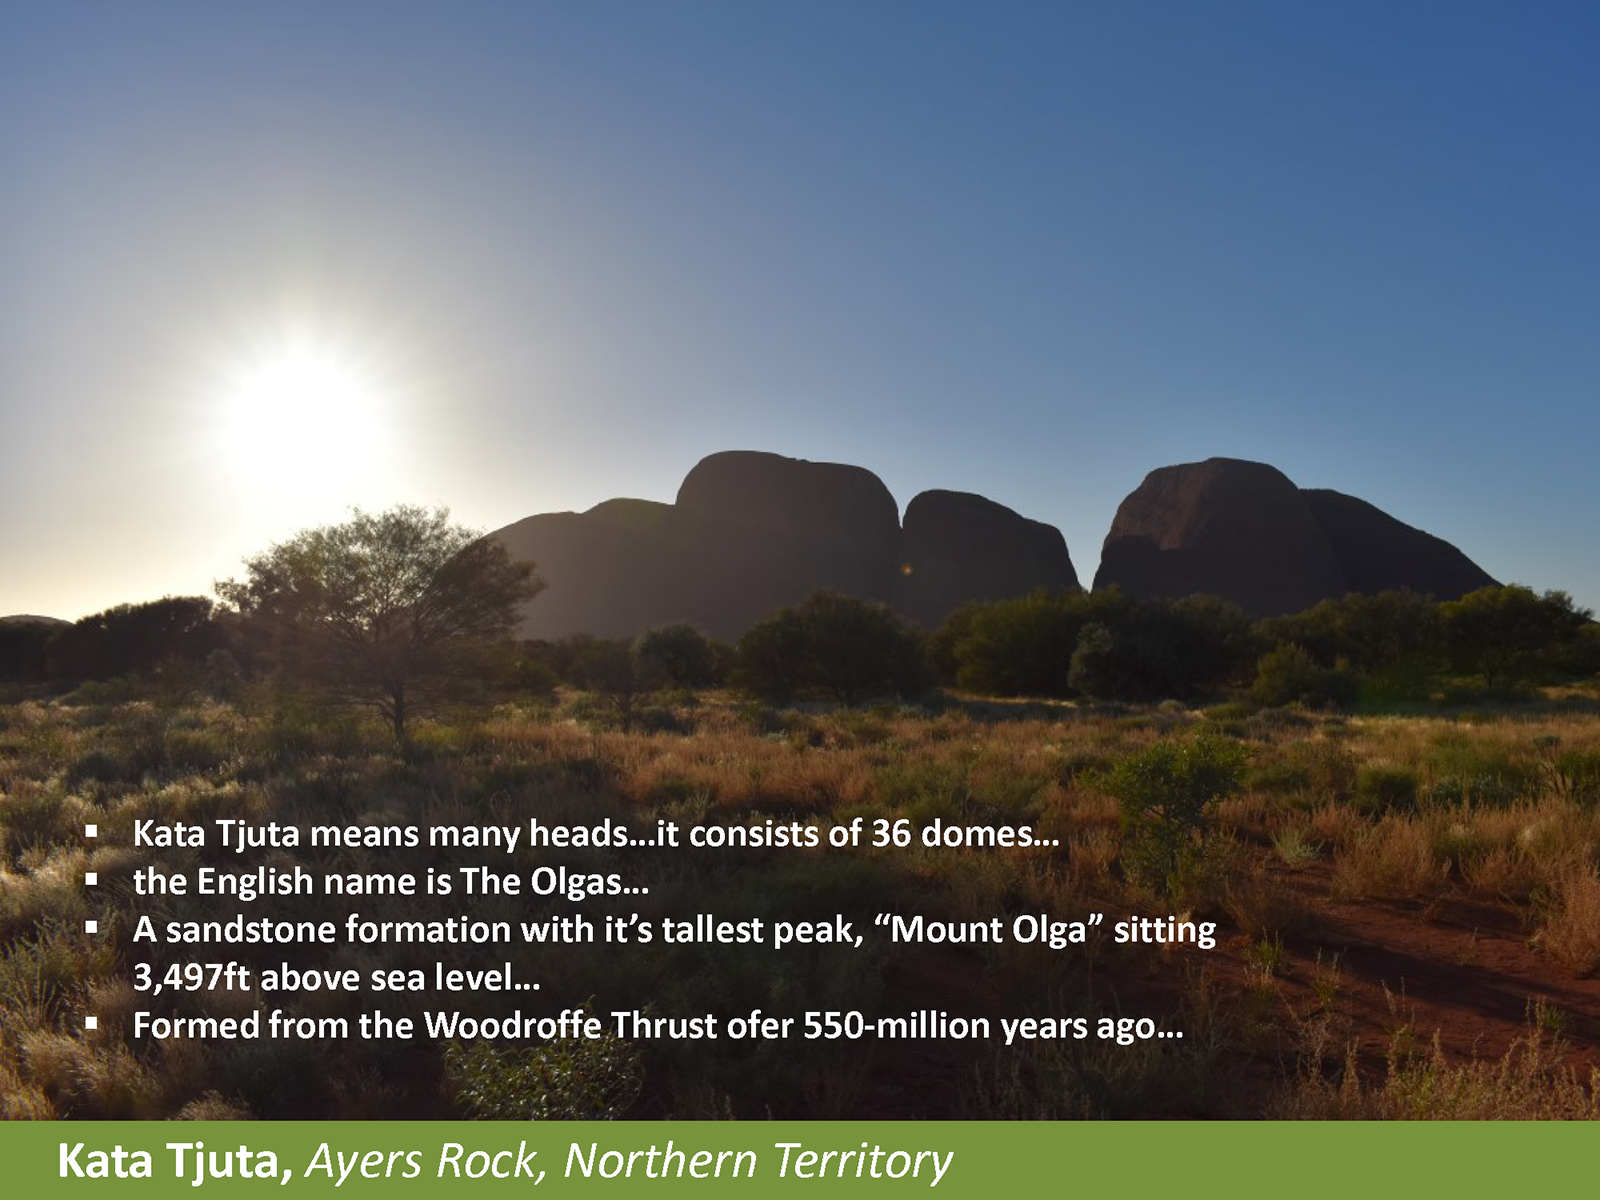 ▪ Kata Tjuta means many heads…it consists of 36 domes…
▪ the English name is The Olgas…
▪ A sandstone formation with it’s tallest peak, “Mount Olga” sitting
3,497ft above sea level…
▪ Formed from the Woodroffe Thrust ofer 550-million years ago…
Kata Tjuta, Ayers Rock, Northern Territory